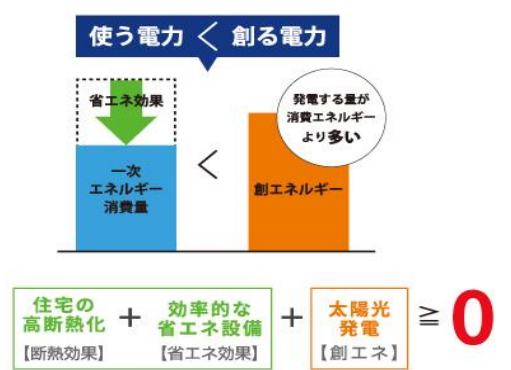 使う電力 < 創る電力
省エネ効果
発電する量が
消費エネルギー
より多い
一次
エネルギー
消費量
<
創エネルギー
住宅の
高断熱化
【断熱効果】
+
効率的な
省エネ設備
【省エネ効果】
+
太陽光
発電
【創エネ】
≧ 0